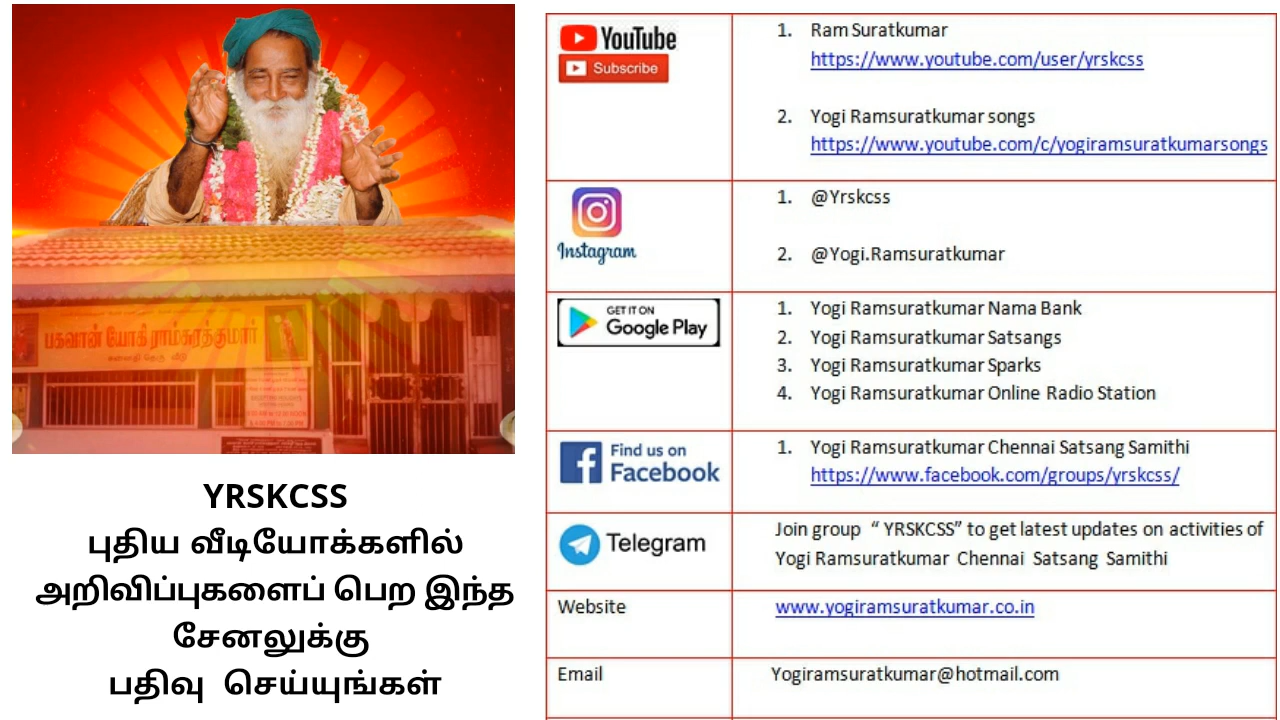 பகவான் யோகி ராம்சுரத்குமார்
சன்னதி தெரு வீடு
YRSKCSS
புதிய வீடியோக்களில்
அறிவிப்புகளைப் பெற இந்த
சேனலுக்கு
பதிவு செய்யுங்கள்
YouTube
Subscribe
1. Ram Suratkumar
https://www.youtube.com/user/yrskcss
2. Yogi Ramsuratkumar songs
https://www.youtube.com/c/yogiramsuratkumarsongs
Instagram
1. @Yrskcss
2. @Yogi.Ramsuratkumar
GET IT ON
Google Play
1. Yogi Ramsuratkumar Nama Bank
2. Yogi Ramsuratkumar Satsangs
3. Yogi Ramsuratkumar Sparks
4. Yogi Ramsuratkumar Online Radio Station
Find us on
Facebook
1. Yogi Ramsuratkumar Chennai Satsang Samithi
https://www.facebook.com/groups/yrskcss/
Telegram
Join group “ YRSKCSS” to get latest updates on activities of
Yogi Ramsuratkumar Chennai Satsang Samithi
Website
www.yogiramsuratkumar.co.in
Email
Yogiramsuratkumar@hotmail.com